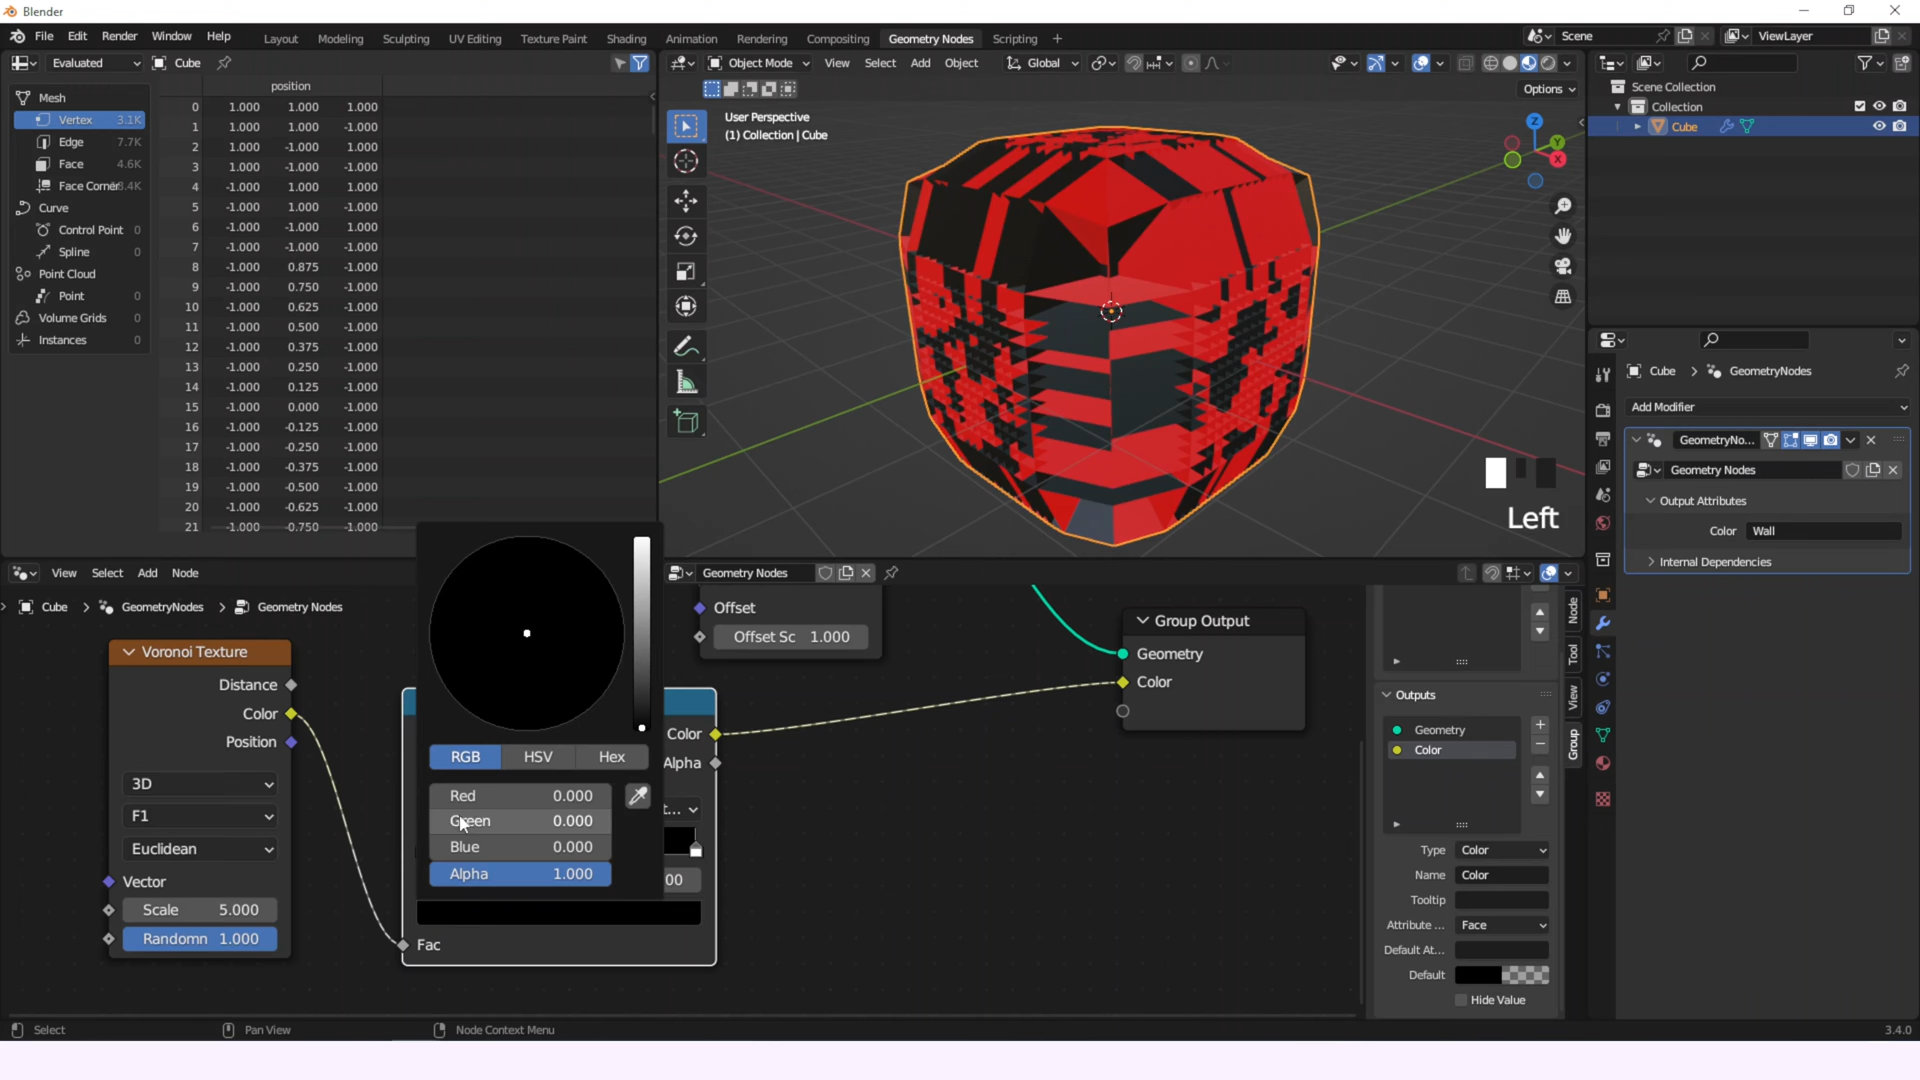 Blender
File Edit Render Window Help Layout Modeling Sculpting UV Editing Texture Paint Shading Animation Rendering Compositing Geometry Nodes Scripting + Scene ViewLayer
Evaluated Cube Object Mode View Select Add Object Global
position
Options
Mesh
Vertex 3.1K
Edge 7.7K
Face 4.6K
Face Corner
Curve
Control Point 0
Spline 0
Point Cloud
Point 0
Volume Grids 0
Instances 0
0 1.000 1.000 1.000
1 1.000 1.000 -1.000
2 1.000 -1.000 1.000
3 1.000 -1.000 -1.000
4 -1.000 1.000 1.000
5 -1.000 1.000 -1.000
6 -1.000 -1.000 1.000
7 -1.000 -1.000 -1.000
8 -1.000 0.875 -1.000
9 -1.000 0.750 -1.000
10 -1.000 0.625 -1.000
11 -1.000 0.500 -1.000
12 -1.000 0.375 -1.000
13 -1.000 0.250 -1.000
14 -1.000 0.125 -1.000
15 -1.000 0.000 -1.000
16 -1.000 -0.125 -1.000
17 -1.000 -0.250 -1.000
18 -1.000 -0.375 -1.000
19 -1.000 -0.500 -1.000
20 -1.000 -0.625 -1.000
21 -1.000 -0.750 -1.000
User Perspective
(1) Collection | Cube
Z
Y
X
Left
Scene Collection
Collection
Cube
Cube GeometryNodes
Add Modifier
GeometryNo...
Geometry Nodes
Output Attributes
Color Wall
Internal Dependencies
View Select Add Node Geometry Nodes
Cube GeometryNodes Geometry Nodes
Voronoi Texture
Distance
Color
Position
3D
F1
Euclidean
Vector
Scale 5.000
Randomn 1.000
RGB HSV Hex
Red 0.000
Green 0.000
Blue 0.000
Alpha 1.000
Color
Alpha
t...
00
Fac
Offset
Offset Sc 1.000
Group Output
Geometry
Color
Node
Tool
View
Group
Outputs
Geometry
Color
Type Color
Name Color
Tooltip
Attribute ... Face
Default At...
Default
Hide Value
Select Pan View Node Context Menu 3.4.0